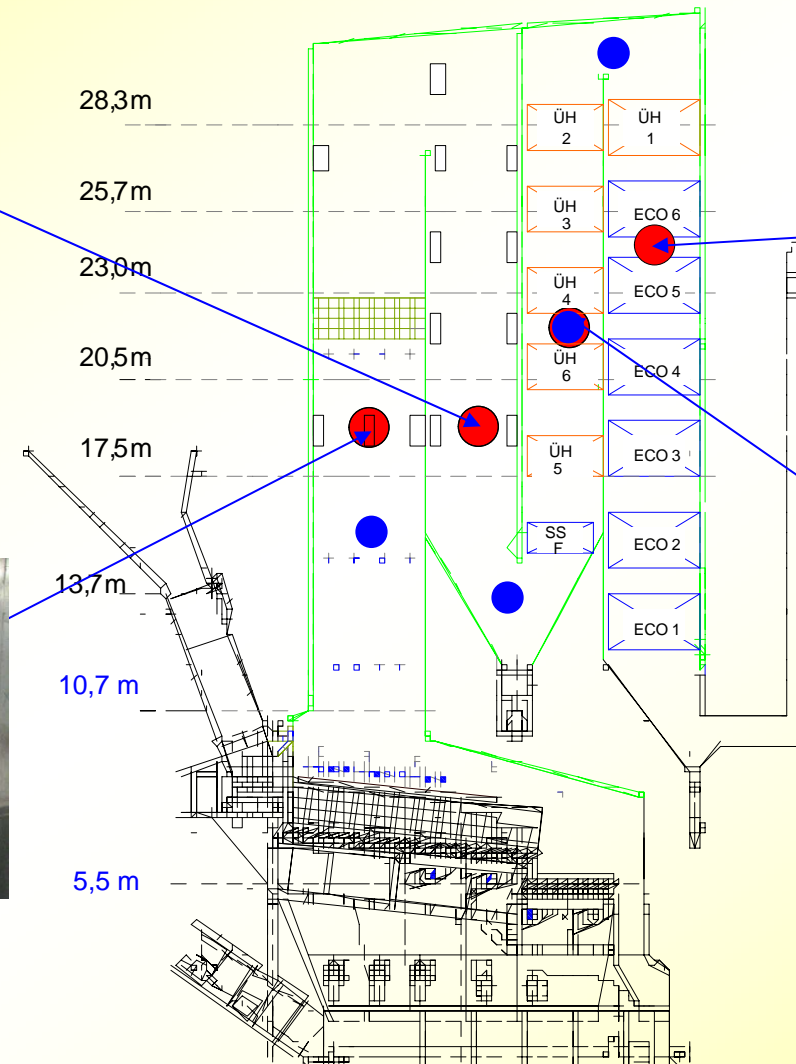 28,3m
25,7m
23,0m
20,5m
17,5m
13,7m
10,7 m
5,5 m
ÜH
2
ÜH
1
ÜH
3
ECO 6
ÜH
4
ECO 5
ÜH
6
ECO 4
ÜH
5
ECO 3
SS
F
ECO 2
ECO 1